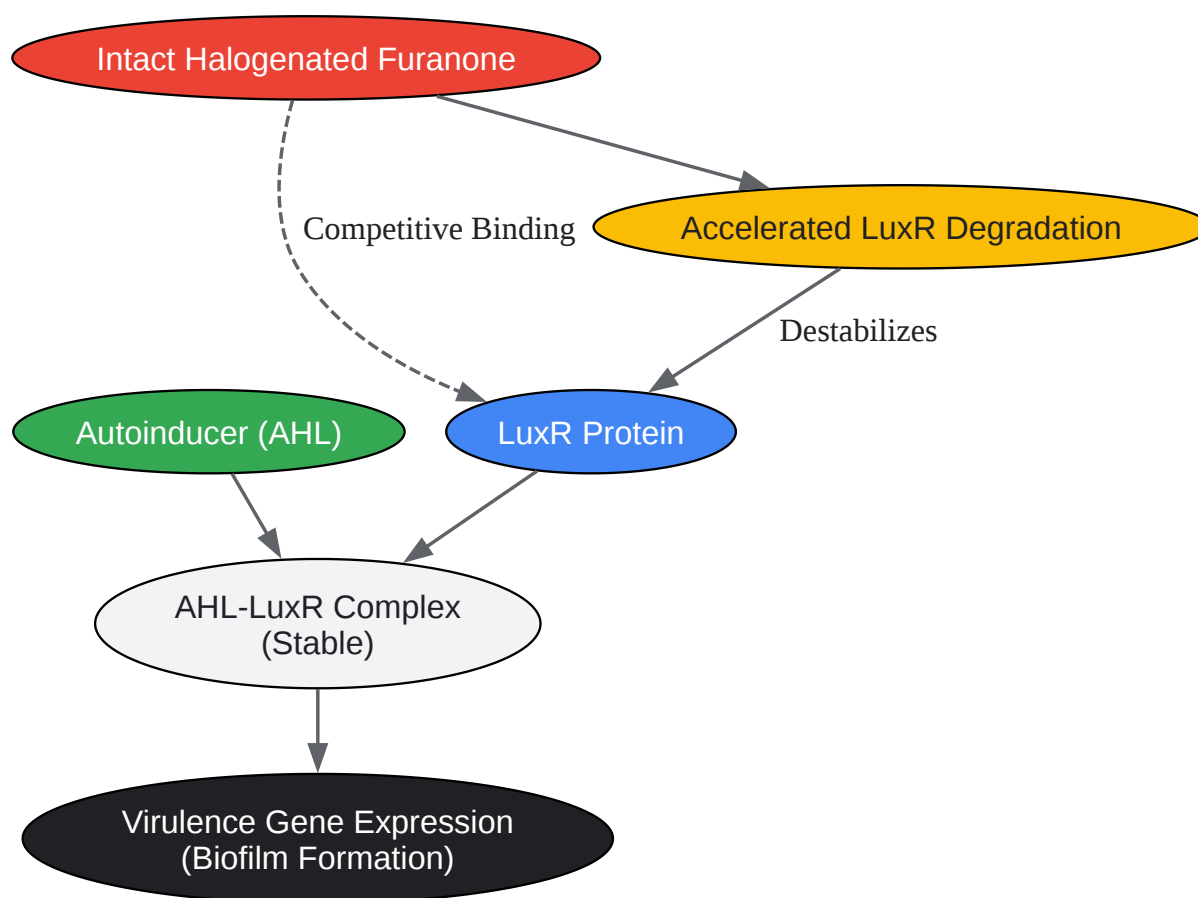 Intact Halogenated Furanone
Competitive Binding
Accelerated LuxR Degradation
Destabilizes
Autoinducer (AHL)
LuxR Protein
AHL-LuxR Complex
(Stable)
Virulence Gene Expression
(Biofilm Formation)